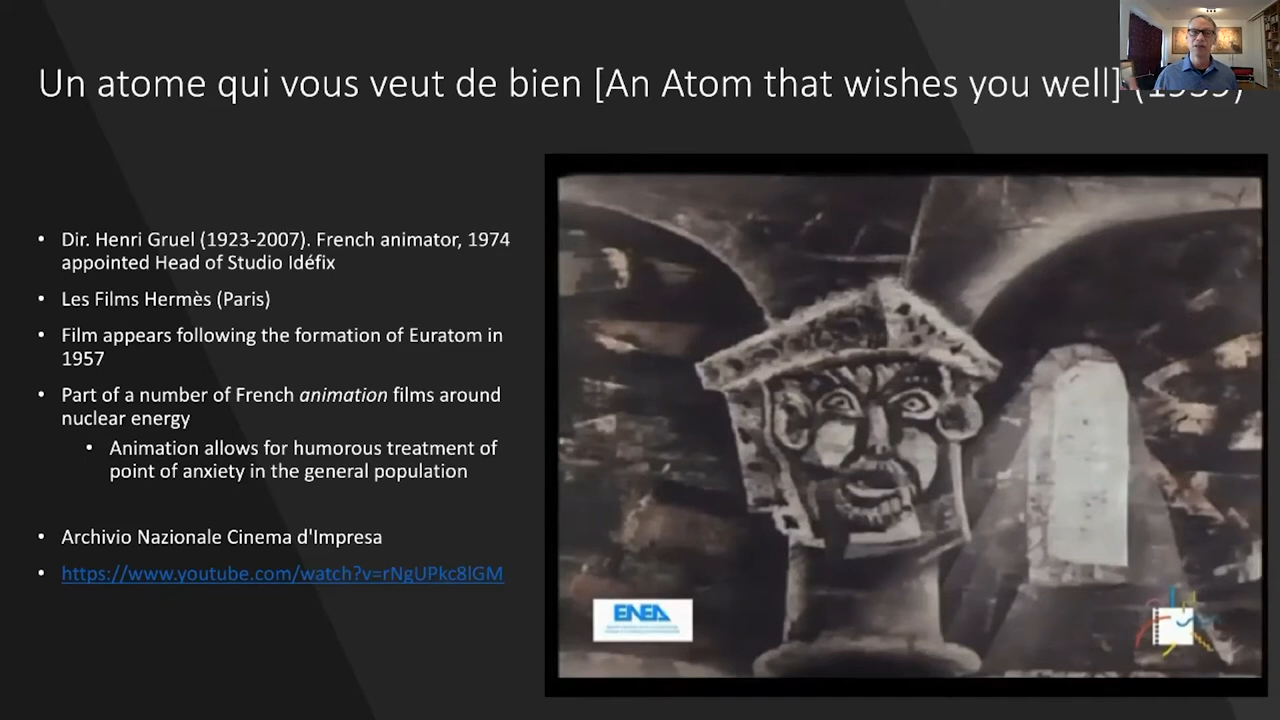 Un atome qui vous veut de bien [An Atom that wishes you well]
• Dir. Henri Gruel (1923-2007). French animator, 1974
appointed Head of Studio Idéfix
• Les Films Hermès (Paris)
• Film appears following the formation of Euratom in
1957
• Part of a number of French animation films around
nuclear energy
• Animation allows for humorous treatment of
point of anxiety in the general population
• Archivio Nazionale Cinema d'Impresa
• https://www.youtube.com/watch?v=rNgUPkc8lGM
ENEA